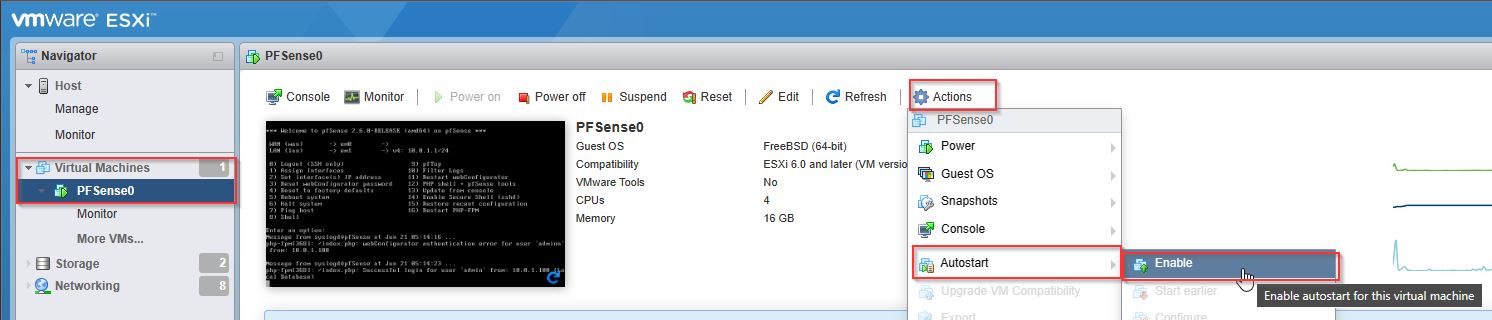 vmware ESXi
Navigator
Host
Manage
Monitor
Virtual Machines 1
PFSense0
Monitor
More VMs...
Storage 2
Networking 8
PFSense0
Console Monitor Power on Power off Suspend Reset Edit Refresh Actions
*** Welcome to pfSense 2.6.0-RELEASE (amd64) on pfSense ***
WAN (wan) -> em0 ->
LAN (lan) -> em1 -> v4: 10.0.1.1/24
0) Logout (SSH only) 9) pfTop
1) Assign Interfaces 10) Filter Logs
2) Set interface(s) IP address 11) Restart webConfigurator
3) Reset webConfigurator password 12) PHP shell + pfSense tools
4) Reset to factory defaults 13) Update from console
5) Reboot system 14) Enable Secure Shell (sshd)
6) Halt system 15) Restore recent configuration
7) Ping host 16) Restart PHP-FPM
8) Shell
Enter an option:
Message from syslogd@pfSense at Jun 21 05:14:16 ...
php-fpm[368]: /index.php: webConfigurator authentication error for user 'admins'
from: 10.0.1.100
Message from syslogd@pfSense at Jun 21 05:14:23 ...
php-fpm[368]: /index.php: Successful login for user 'admin' from: 10.0.1.100 (Lo
cal Database)
PFSense0
Guest OS FreeBSD (64-bit)
Compatibility ESXi 6.0 and later (VM version
VMware Tools No
CPUs 4
Memory 16 GB
PFSense0
Power
Guest OS
Snapshots
Console
Autostart
Upgrade VM Compatibility
Export
Enable
Start earlier
Configure
Enable autostart for this virtual machine